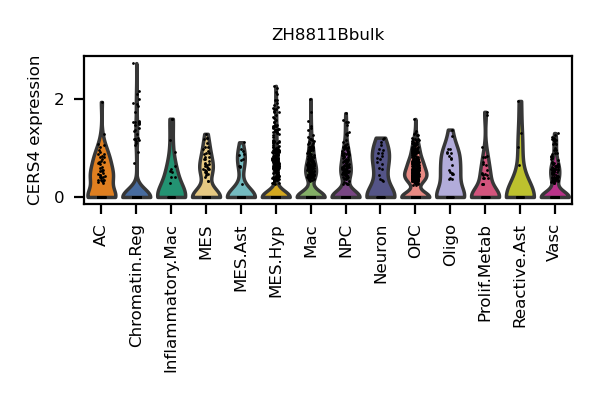 ZH8811Bbulk
CERS4 expression
2
0
AC
Chromatin.Reg
Inflammatory.Mac
MES
MES.Ast
MES.Hyp
Mac
NPC
Neuron
OPC
Oligo
Prolif.Metab
Reactive.Ast
Vasc